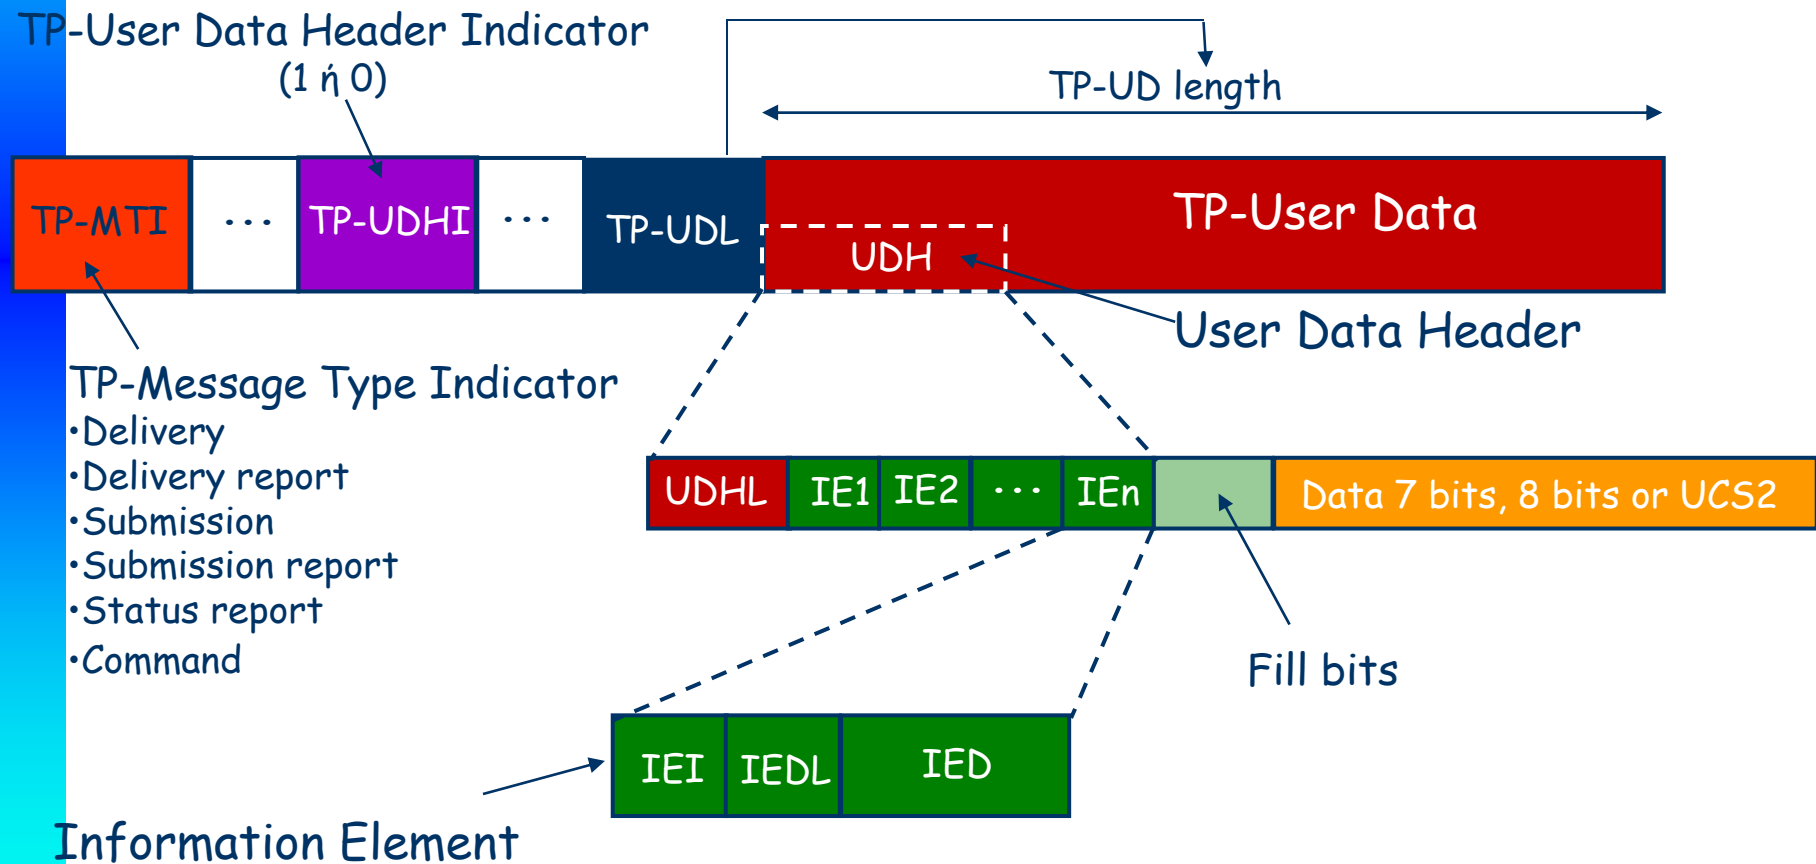 TP-User Data Header Indicator
(1 ή 0)
TP-UD length
TP-MTI
...
TP-UDHI
...
TP-UDL
TP-User Data
UDH
User Data Header
TP-Message Type Indicator
•Delivery
•Delivery report
•Submission
•Submission report
•Status report
•Command
UDHL
IE1
IE2
...
IEn
Data 7 bits, 8 bits or UCS2
Fill bits
IEI
IEDL
IED
Information Element